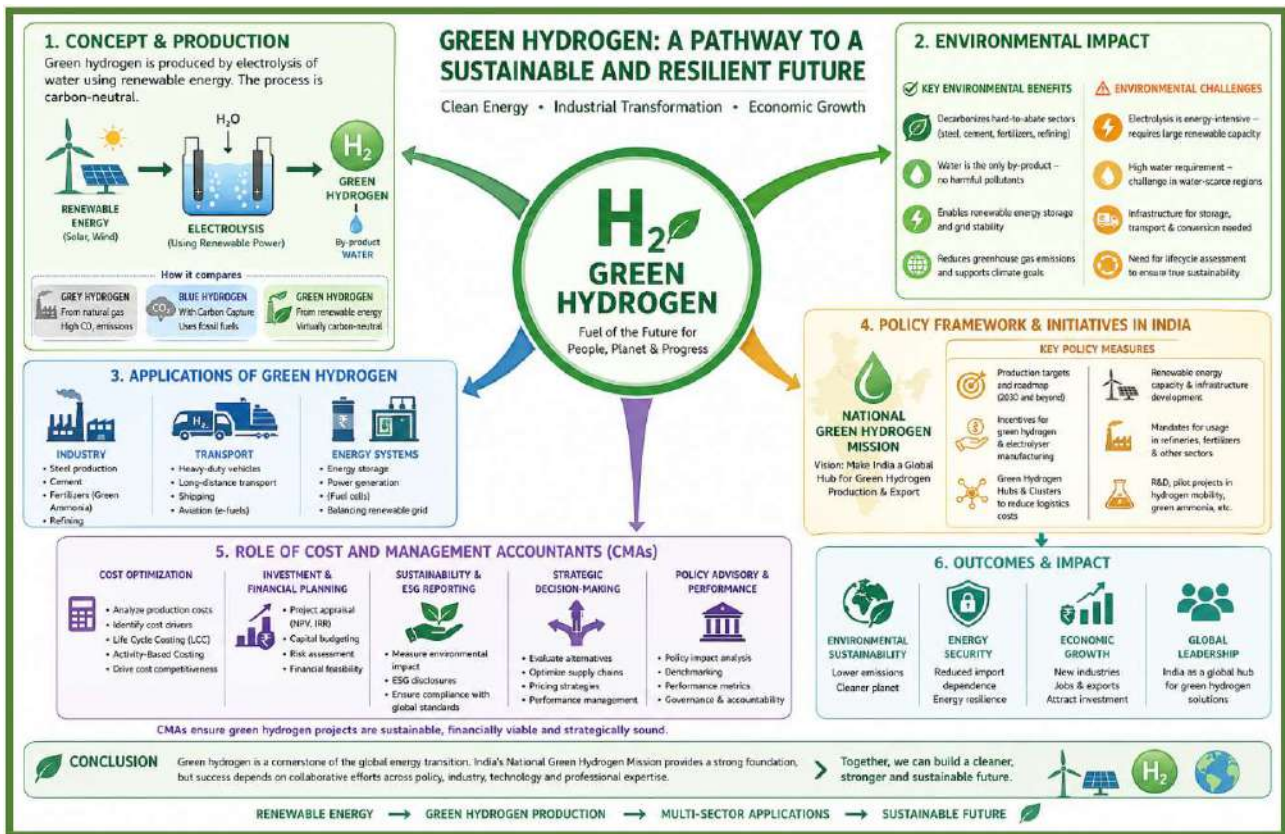 GREEN HYDROGEN: A PATHWAY TO A
SUSTAINABLE AND RESILIENT FUTURE
Clean Energy • Industrial Transformation • Economic Growth
1. CONCEPT & PRODUCTION
Green hydrogen is produced by electrolysis of
water using renewable energy. The process is
carbon-neutral.
H₂O
H₂
RENEWABLE
ENERGY
(Solar, Wind)
ELECTROLYSIS
(Using Renewable Power)
GREEN
HYDROGEN
By-product
WATER
How it compares
GREY HYDROGEN
From natural gas
High CO₂ emissions
CO₂
BLUE HYDROGEN
With Carbon Capture
Uses fossil fuels
GREEN HYDROGEN
From renewable energy
Virtually carbon-neutral
H₂
GREEN
HYDROGEN
Fuel of the Future for
People, Planet & Progress
2. ENVIRONMENTAL IMPACT
KEY ENVIRONMENTAL BENEFITS
Decarbonizes hard-to-abate sectors
(steel, cement, fertilizers, refining)
Water is the only by-product –
no harmful pollutants
Enables renewable energy storage
and grid stability
Reduces greenhouse gas emissions
and supports climate goals
ENVIRONMENTAL CHALLENGES
Electrolysis is energy-intensive –
requires large renewable capacity
High water requirement –
challenge in water-scarce regions
Infrastructure for storage,
transport & conversion needed
Need for lifecycle assessment
to ensure true sustainability
3. APPLICATIONS OF GREEN HYDROGEN
INDUSTRY
• Steel production
• Cement
• Fertilizers (Green
Ammonia)
• Refining
H₂
TRANSPORT
• Heavy-duty vehicles
• Long-distance transport
• Shipping
• Aviation (e-fuels)
₹
ENERGY SYSTEMS
• Energy storage
• Power generation
• (Fuel cells)
• Balancing renewable grid
4. POLICY FRAMEWORK & INITIATIVES IN INDIA
NATIONAL
GREEN HYDROGEN
MISSION
Vision: Make India a Global
Hub for Green Hydrogen
Production & Export
KEY POLICY MEASURES
Production targets
and roadmap
(2030 and beyond)
Incentives for
green hydrogen
& electrolyser
manufacturing
Green Hydrogen
Hubs & Clusters
to reduce logistics
costs
Renewable energy
capacity & infrastructure
development
Mandates for usage
in refineries, fertilizers
& other sectors
R&D, pilot projects in
hydrogen mobility,
green ammonia, etc.
5. ROLE OF COST AND MANAGEMENT ACCOUNTANTS (CMAs)
COST OPTIMIZATION
• Analyze production costs
• Identify cost drivers
• Life Cycle Costing (LCC)
• Activity-Based Costing
• Drive cost competitiveness
INVESTMENT &
FINANCIAL PLANNING
₹
• Project appraisal
(NPV, IRR)
• Capital budgeting
• Risk assessment
• Financial feasibility
SUSTAINABILITY &
ESG REPORTING
• Measure environmental
impact
• ESG disclosures
• Ensure compliance with
global standards
STRATEGIC
DECISION-MAKING
• Evaluate alternatives
• Optimize supply chains
• Pricing strategies
• Performance management
POLICY ADVISORY &
PERFORMANCE
• Policy impact analysis
• Benchmarking
• Performance metrics
• Governance & accountability
CMAs ensure green hydrogen projects are sustainable, financially viable and strategically sound.
6. OUTCOMES & IMPACT
ENVIRONMENTAL
SUSTAINABILITY
Lower emissions
Cleaner planet
ENERGY
SECURITY
Reduced import
dependence
Energy resilience
₹
ECONOMIC
GROWTH
New industries
Jobs & exports
Attract investment
GLOBAL
LEADERSHIP
India as a global hub
for green hydrogen
solutions
CONCLUSION
Green hydrogen is a cornerstone of the global energy transition. India's National Green Hydrogen Mission provides a strong foundation,
but success depends on collaborative efforts across policy, industry, technology and professional expertise.
Together, we can build a cleaner,
stronger and sustainable future.
H₂
RENEWABLE ENERGY → GREEN HYDROGEN PRODUCTION → MULTI-SECTOR APPLICATIONS → SUSTAINABLE FUTURE